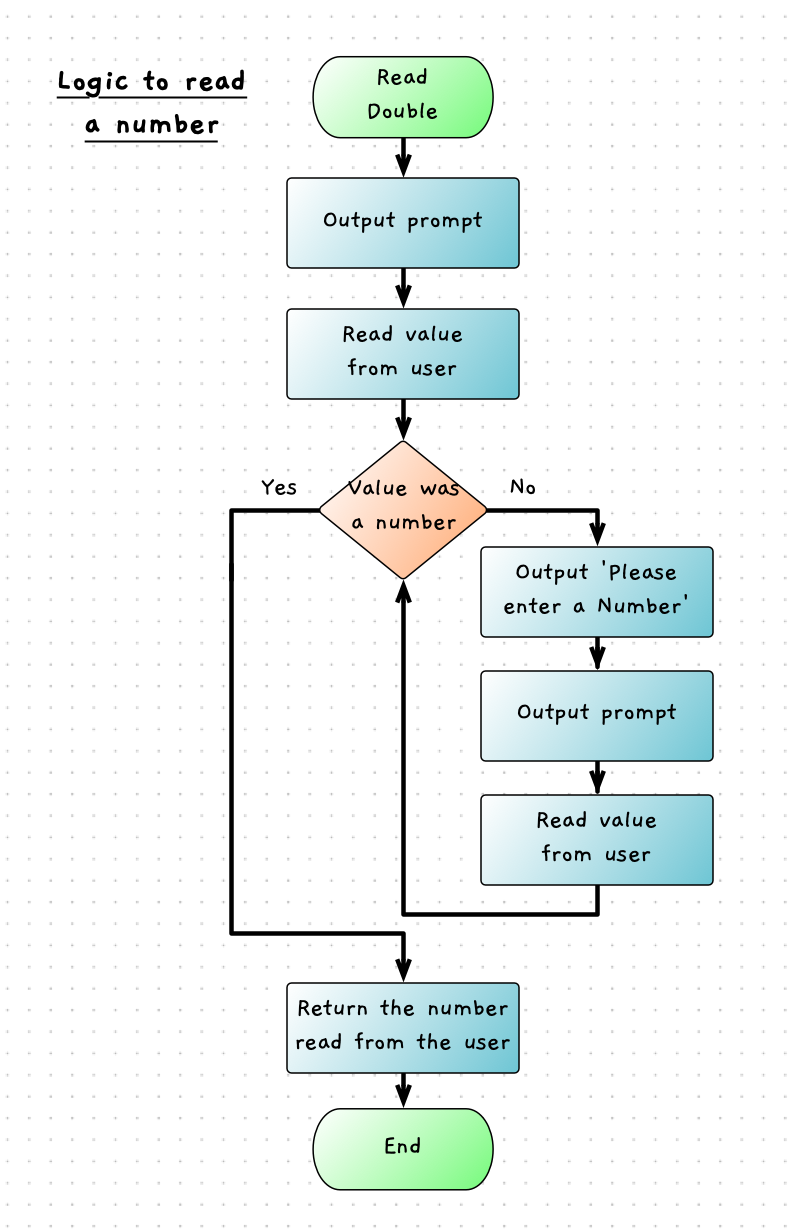 Logic to read
a number
Read
Double
Output prompt
Read value
from user
Value was
a number
Yes
No
Output 'Please
enter a Number'
Output prompt
Read value
from user
Return the number
read from the user
End